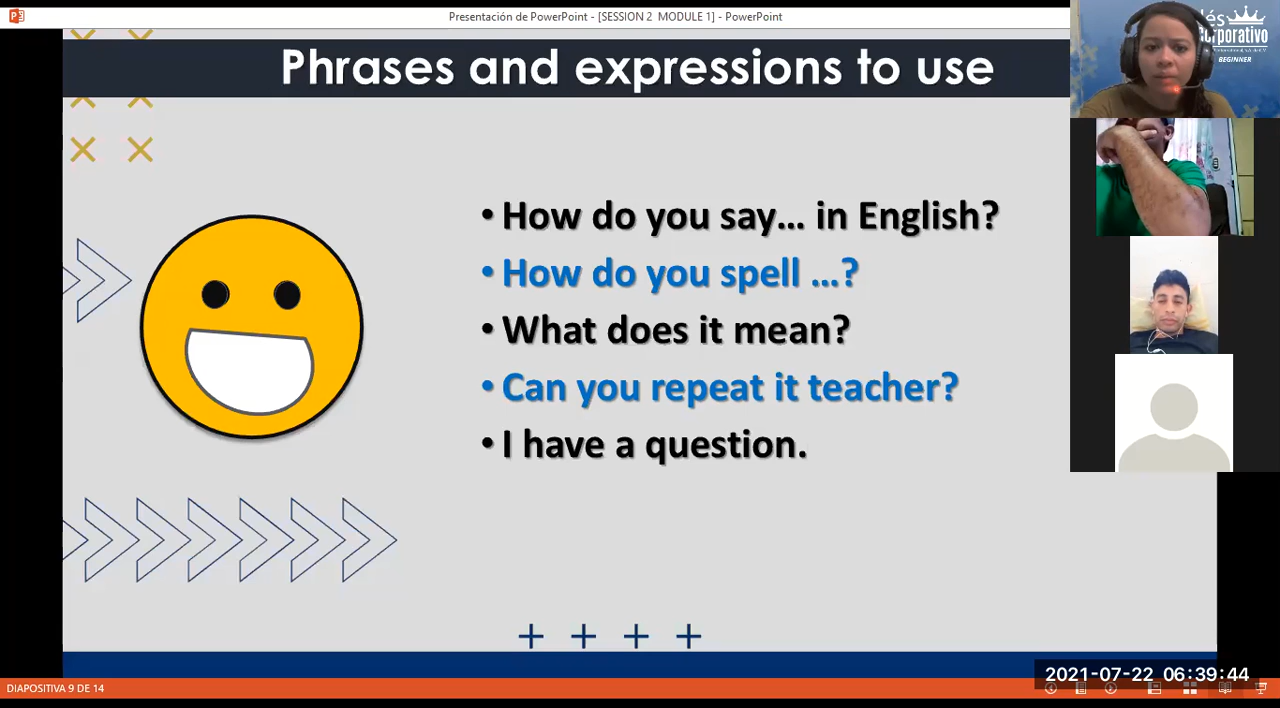 Presentación de PowerPoint - [SESSION 2 MODULE 1] - PowerPoint
Phrases and expressions to use
BEGINNER
• How do you say... in English?
• How do you spell ...?
• What does it mean?
• Can you repeat it teacher?
• I have a question.
2021-07-22 06:39:44
DIAPOSITIVA 9 DE 14